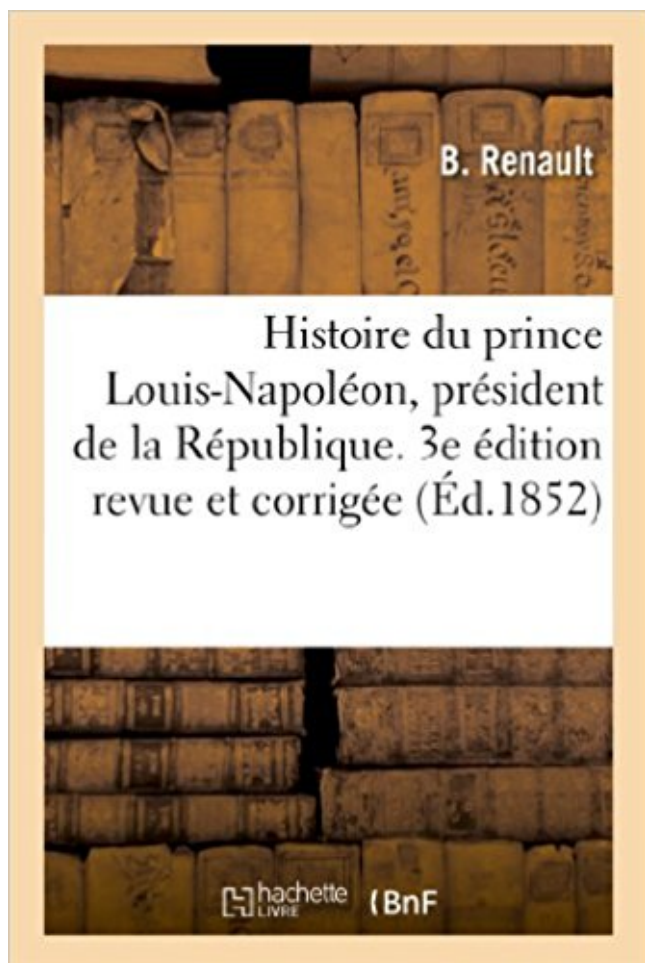 B. Renault
Histoire du prince
Louis-Napoléon, président
de la République. 3e édition
revue et corrigée (Éd.1852)
hachette
LIVRE
(BnF